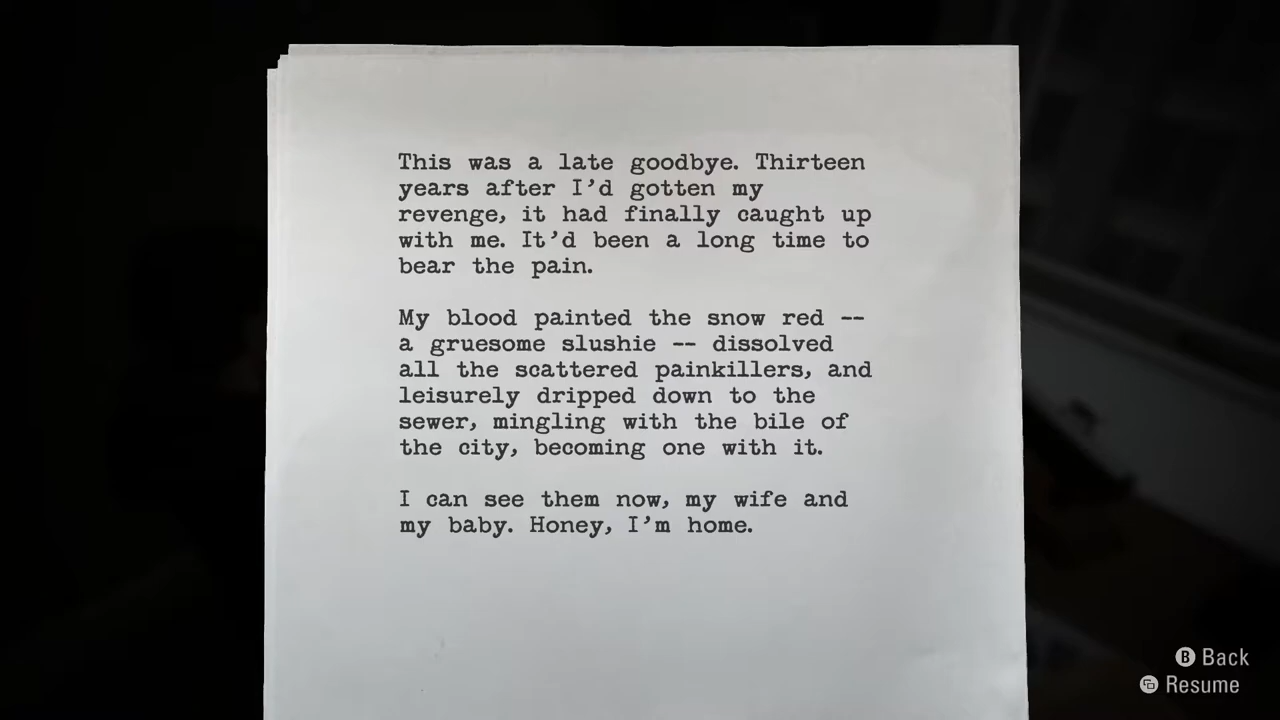 This was a late goodbye. Thirteen
years after I’d gotten my
revenge, it had finally caught up
with me. It’d been a long time to
bear the pain.
My blood painted the snow red --
a gruesome slushie -- dissolved
all the scattered painkillers, and
leisurely dripped down to the
sewer, mingling with the bile of
the city, becoming one with it.
I can see them now, my wife and
my baby. Honey, I’m home.
B Back
Resume